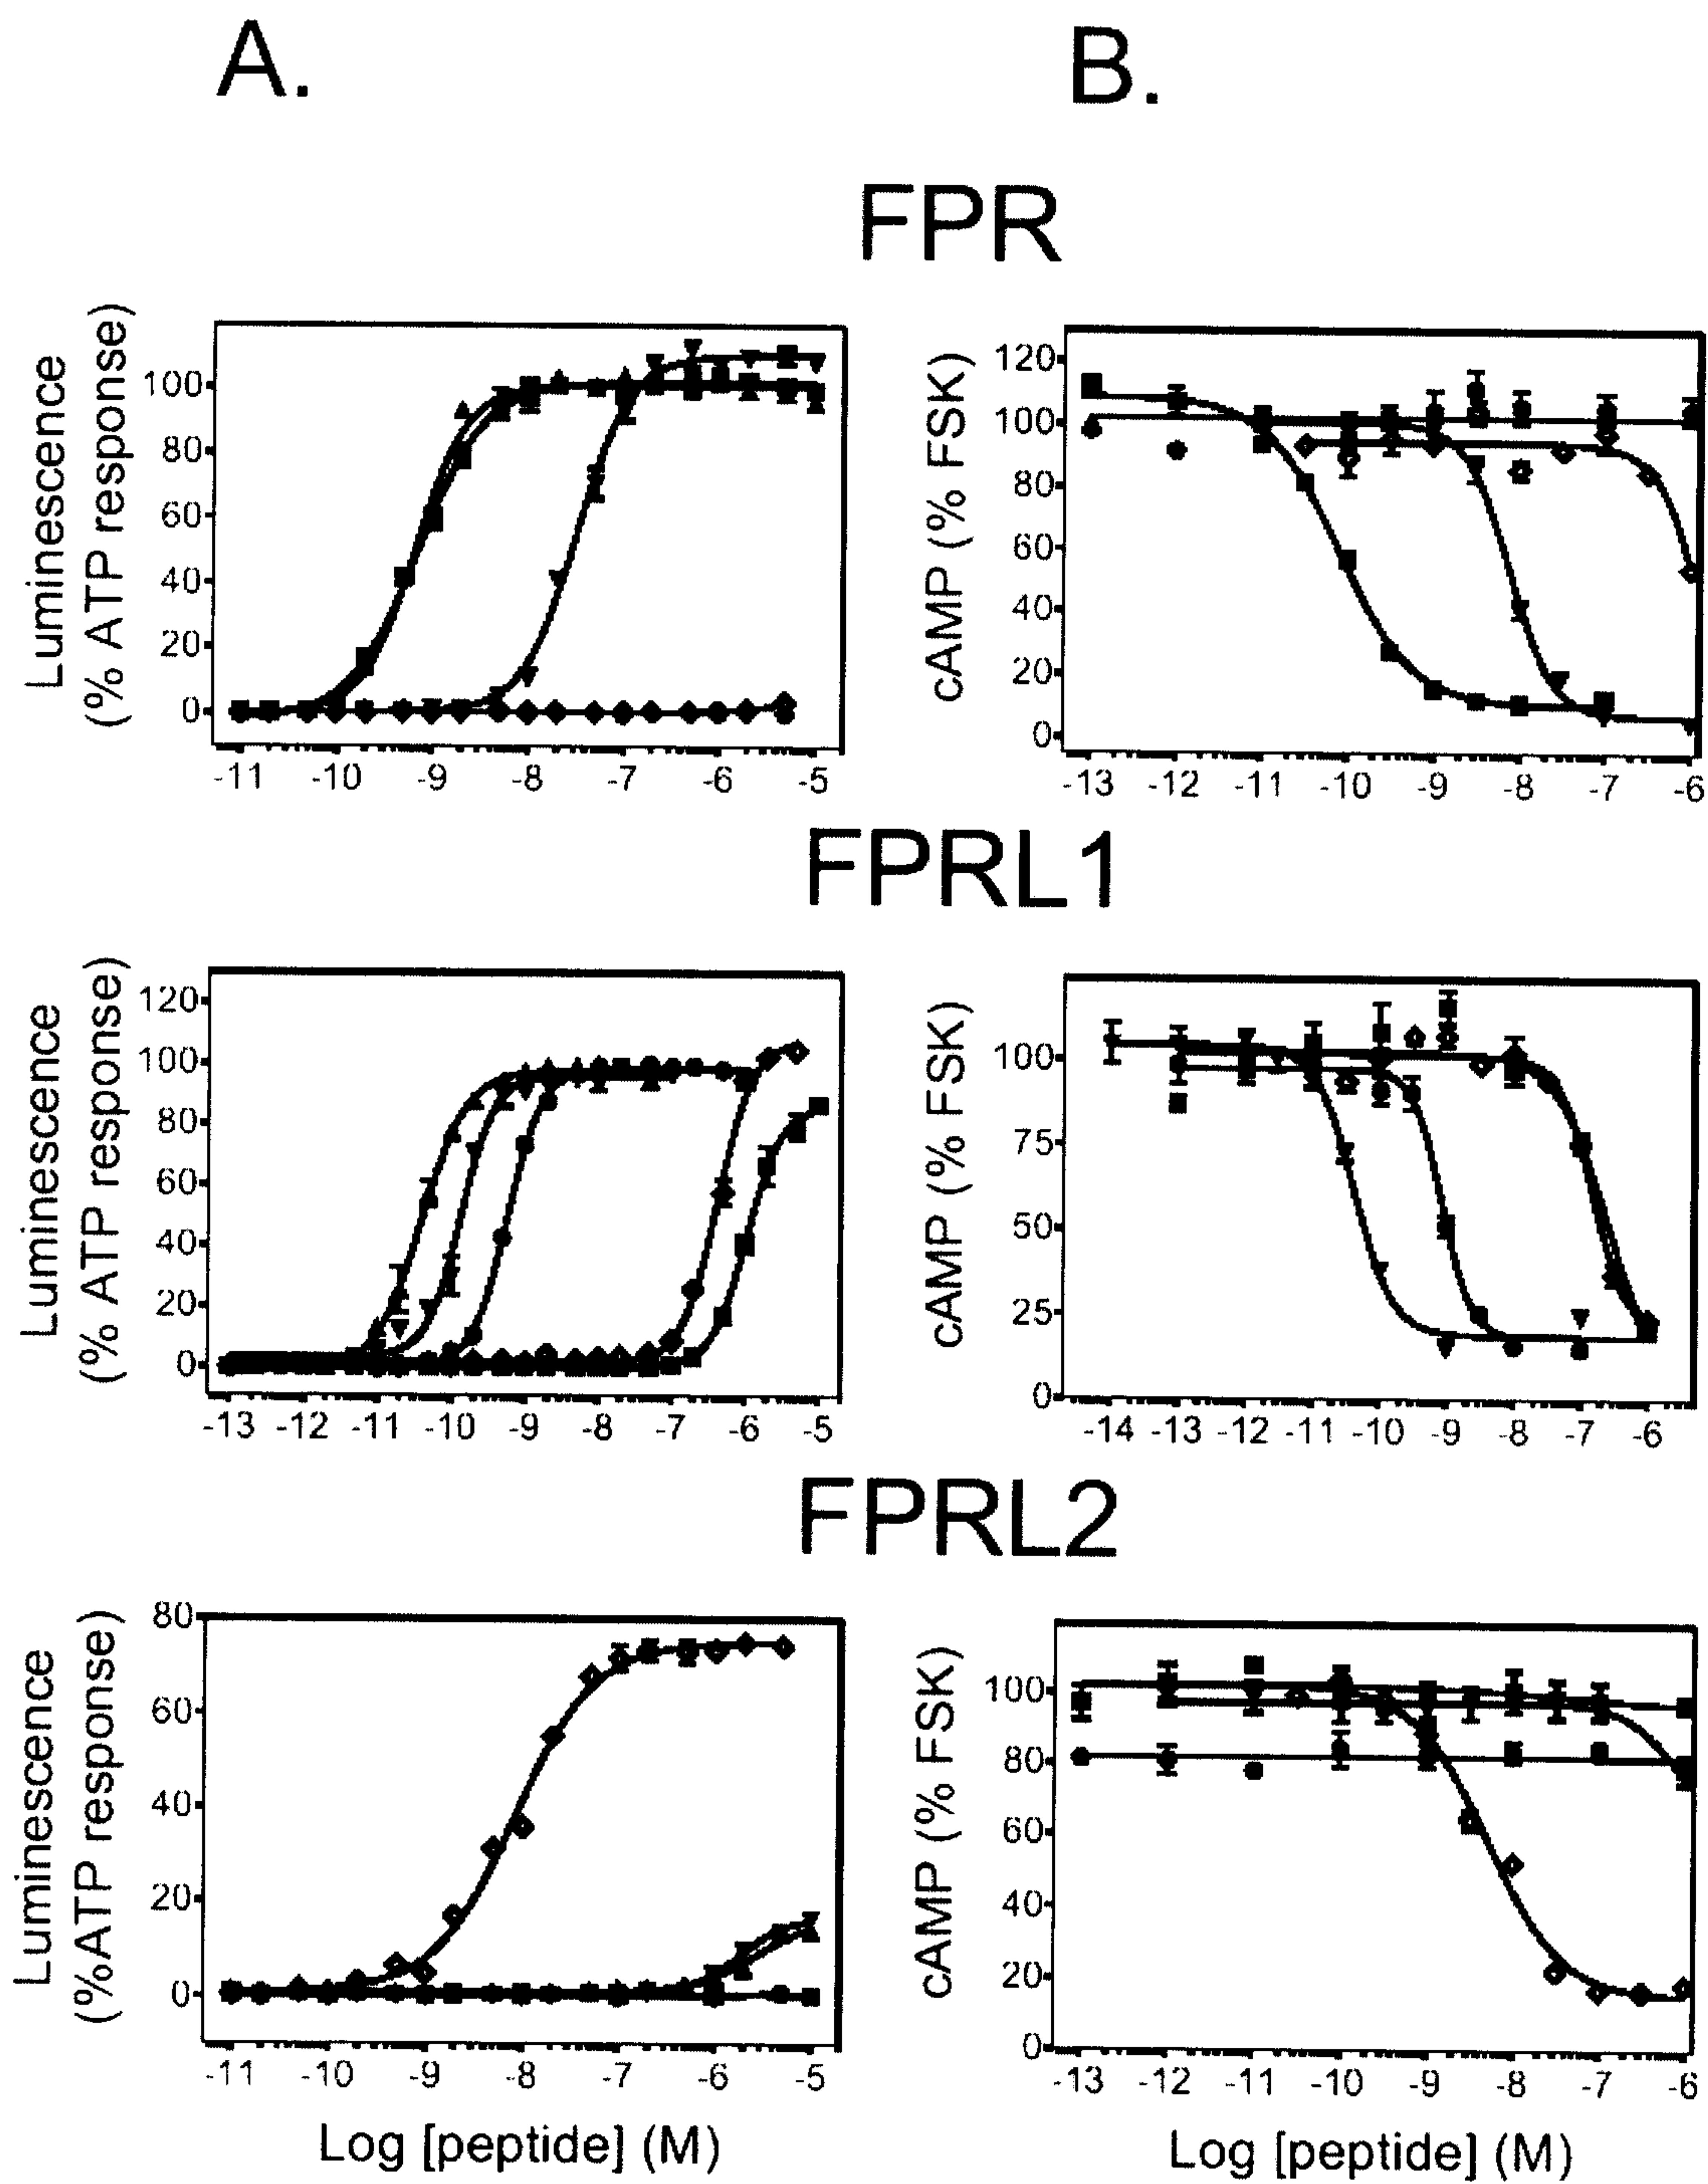 A.
B.
FPR
Luminescence
(% ATP response)
100
80
60
40
20
0
-11 -10 -9 -8 -7 -6 -5
cAMP (% FSK)
120
100
80
60
40
20
0
-13 -12 -11 -10 -9 -8 -7 -6
FPRL1
Luminescence
(% ATP response)
120
100
80
60
40
20
0
-13 -12 -11 -10 -9 -8 -7 -6 -5
cAMP (% FSK)
100
75
50
25
0
-14 -13 -12 -11 -10 -9 -8 -7 -6
FPRL2
Luminescence
(%ATP response)
80
60
40
20
0
-11 -10 -9 -8 -7 -6 -5
Log [peptide] (M)
cAMP (% FSK)
100
80
60
40
20
0
-13 -12 -11 -10 -9 -8 -7 -6
Log [peptide] (M)